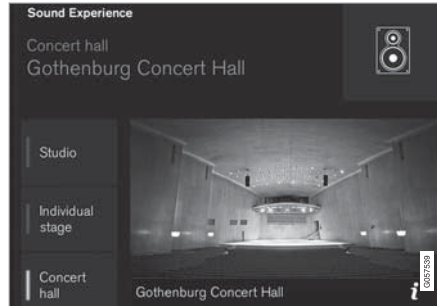 Sound Experience
Concert hall
Gothenburg Concert Hall
Studio
Individual
stage
Concert
hall
Gothenburg Concert Hall
i
G057539